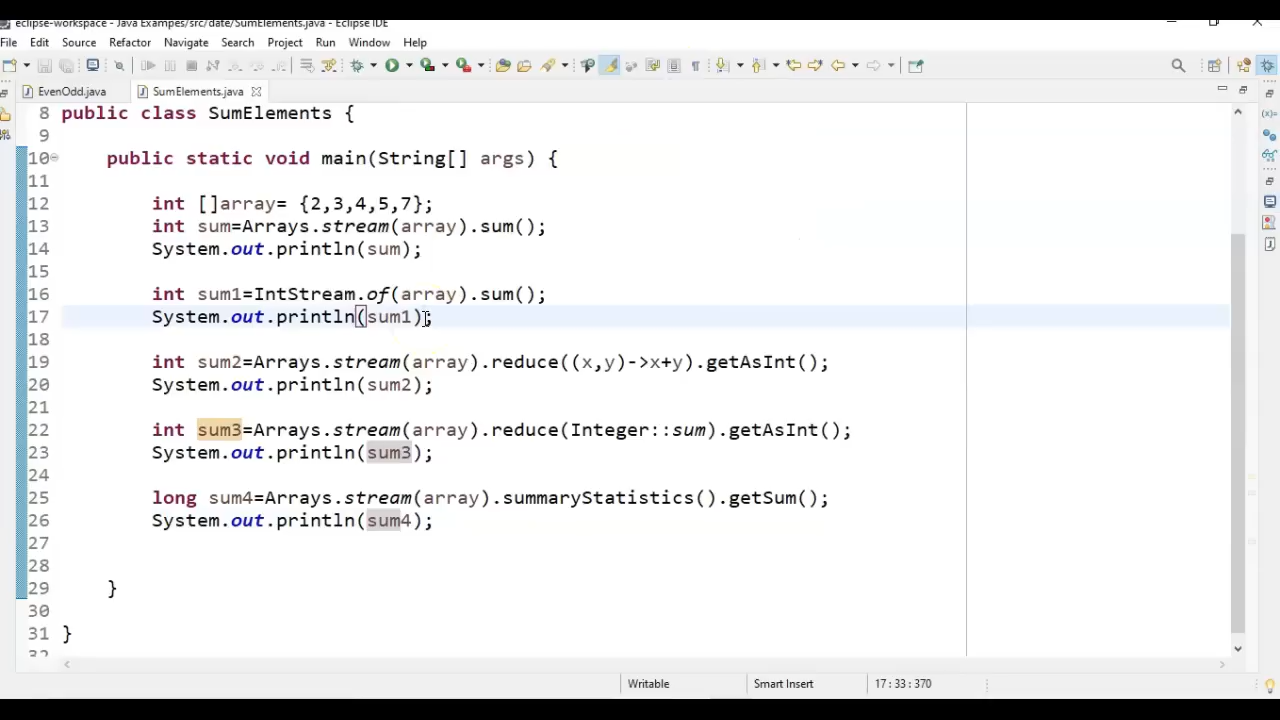 eclipse-workspace - Java Exampes/src/date/SumElements.java - Eclipse IDE
File Edit Source Refactor Navigate Search Project Run Window Help
EvenOdd.java SumElements.java
8 public class SumElements {
9
10 public static void main(String[] args) {
11
12 int []array= {2,3,4,5,7};
13 int sum=Arrays.stream(array).sum();
14 System.out.println(sum);
15
16 int sum1=IntStream.of(array).sum();
17 System.out.println(sum1);
18
19 int sum2=Arrays.stream(array).reduce((x,y)->x+y).getAsInt();
20 System.out.println(sum2);
21
22 int sum3=Arrays.stream(array).reduce(Integer::sum).getAsInt();
23 System.out.println(sum3);
24
25 long sum4=Arrays.stream(array).summaryStatistics().getSum();
26 System.out.println(sum4);
27
28
29 }
30
31 }
32
Writable Smart Insert 17 : 33 : 370